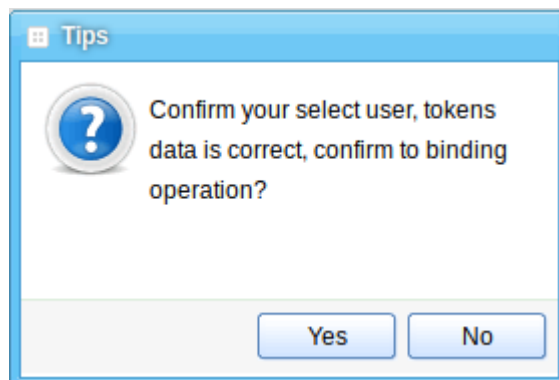 Tips
Confirm your select user, tokens
data is correct, confirm to binding
operation?
Yes
No